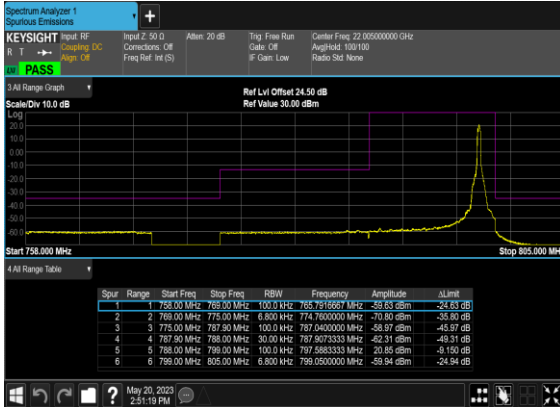 Spectrum Analyzer 1
Spurious Emissions
+
KEYSIGHT Input: RF Input Z: 50 Ω Atten: 20 dB Trig: Free Run Center Freq: 22.005000000 GHz
R T Coupling: DC Corrections: Off Gate: Off Avg|Hold: 100/100
Align: Off Freq Ref: Int (S) IF Gain: Low Radio Std: None
PASS
3 All Range Graph
Ref Lvl Offset 24.50 dB
Scale/Div 10.0 dB Ref Value 30.00 dBm
Log
20.0
10.0
0.00
-10.0
-20.0
-30.0
-40.0
-50.0
-60.0
Start 758.000 MHz Stop 805.000 MH
4 All Range Table
Spur Range Start Freq Stop Freq RBW Frequency Amplitude ΔLimit
1 1 758.00 MHz 769.00 MHz 100.0 kHz 765.7916667 MHz -59.63 dBm -24.63 dB
2 2 769.00 MHz 775.00 MHz 6.800 kHz 774.7600000 MHz -70.80 dBm -35.80 dB
3 3 775.00 MHz 787.90 MHz 100.0 kHz 787.0400000 MHz -58.97 dBm -45.97 dB
4 4 787.90 MHz 788.00 MHz 30.00 kHz 787.9073333 MHz -62.31 dBm -49.31 dB
5 5 788.00 MHz 799.00 MHz 100.0 kHz 797.5883333 MHz 20.85 dBm -9.150 dB
6 6 799.00 MHz 805.00 MHz 6.800 kHz 799.0500000 MHz -59.94 dBm -24.94 dB
?
May 20, 2023
2:51:19 PM